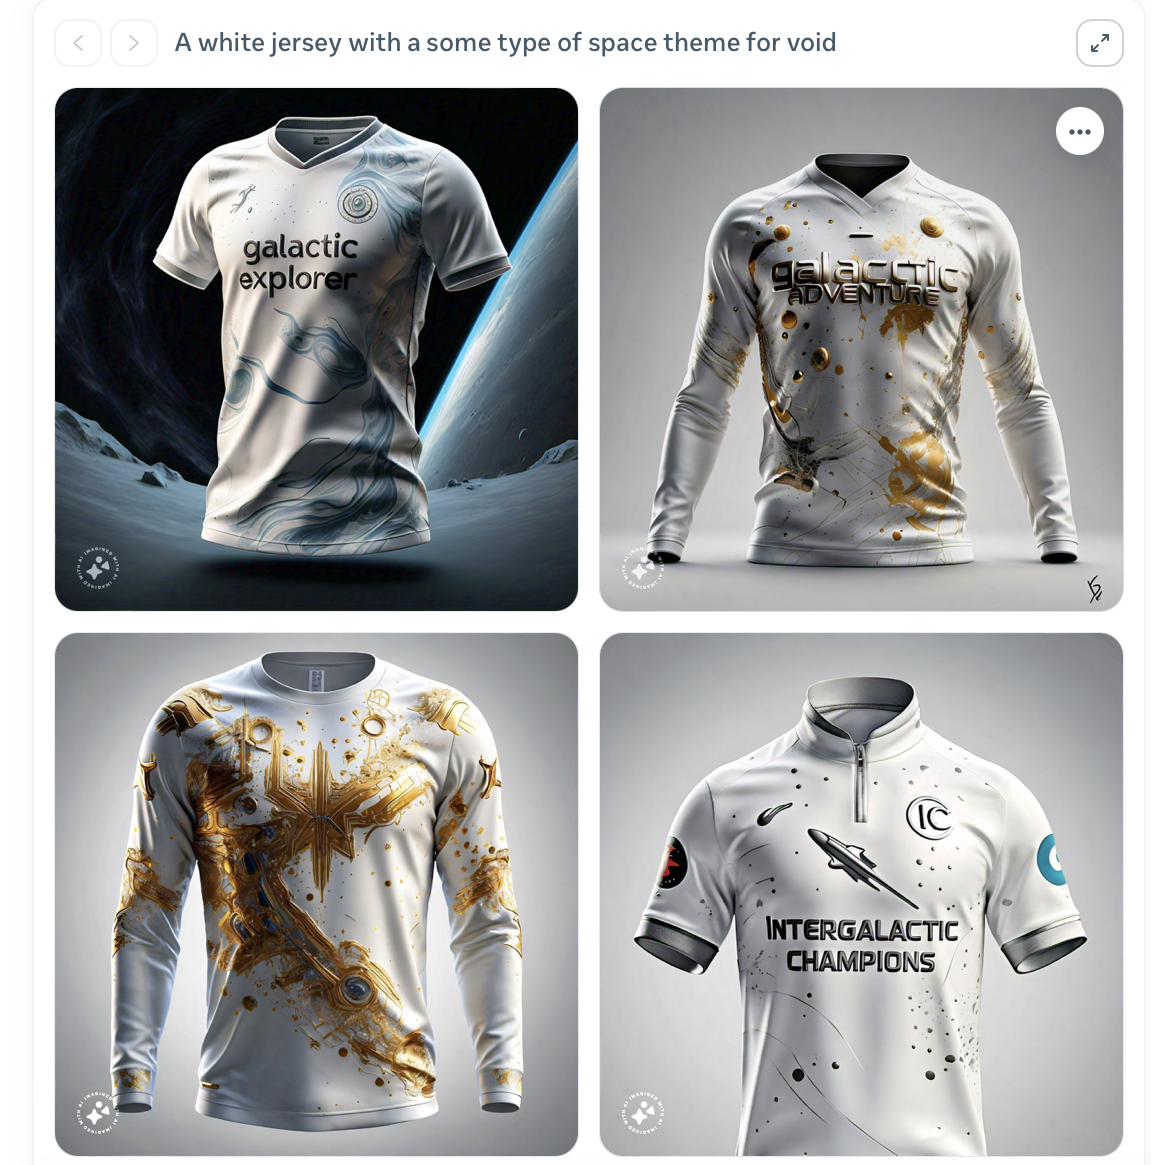 A white jersey with a some type of space theme for void
galactic
explorer
galacctic
ADVENTURE
IMAGINED WITH AI
IMAGINED WITH AI
IC
INTERGALACTIC
CHAMPIONS
IMAGINED WITH AI
IMAGINED WITH AI